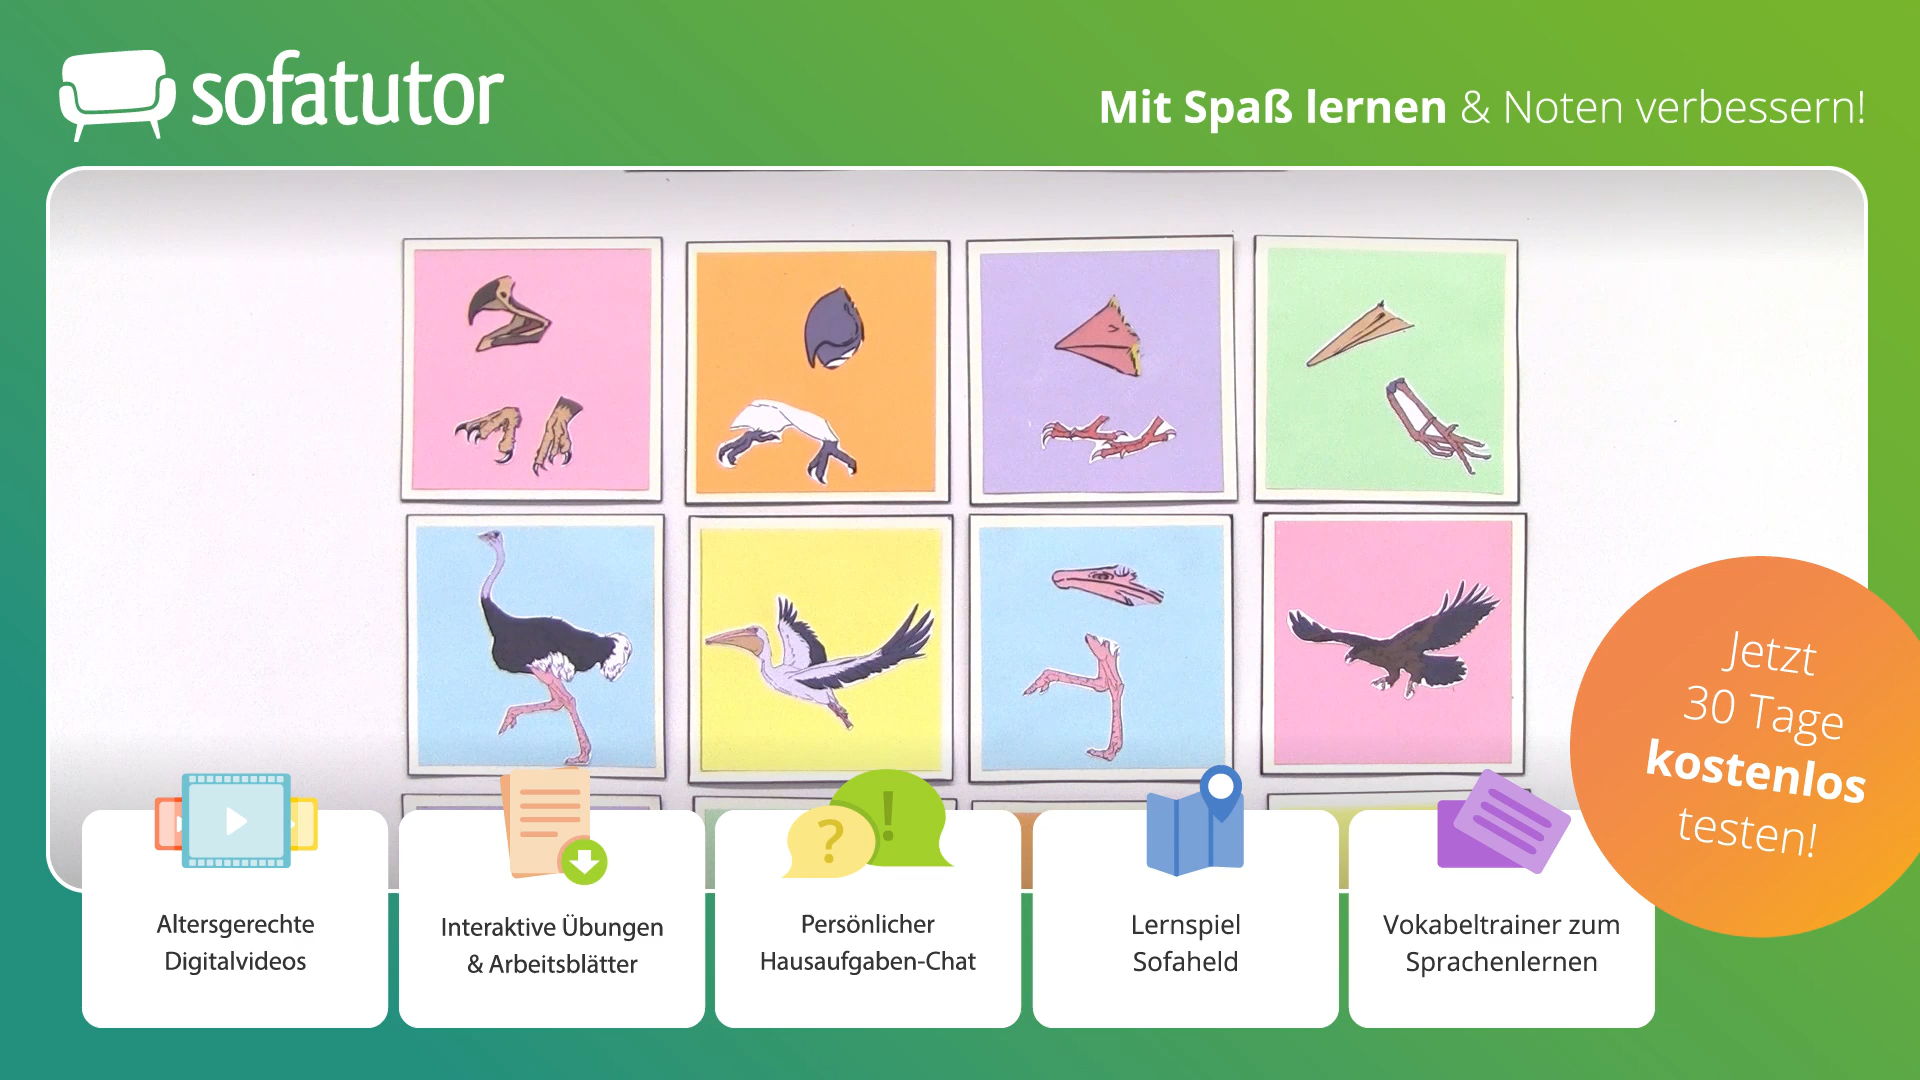 sofatutor
Mit Spaß lernen & Noten verbessern!
Jetzt
30 Tage
kostenlos
testen!
?
!
Altersgerechte
Digitalvideos
Interaktive Übungen
& Arbeitsblätter
Persönlicher
Hausaufgaben-Chat
Lernspiel
Sofaheld
Vokabeltrainer zum
Sprachenlernen